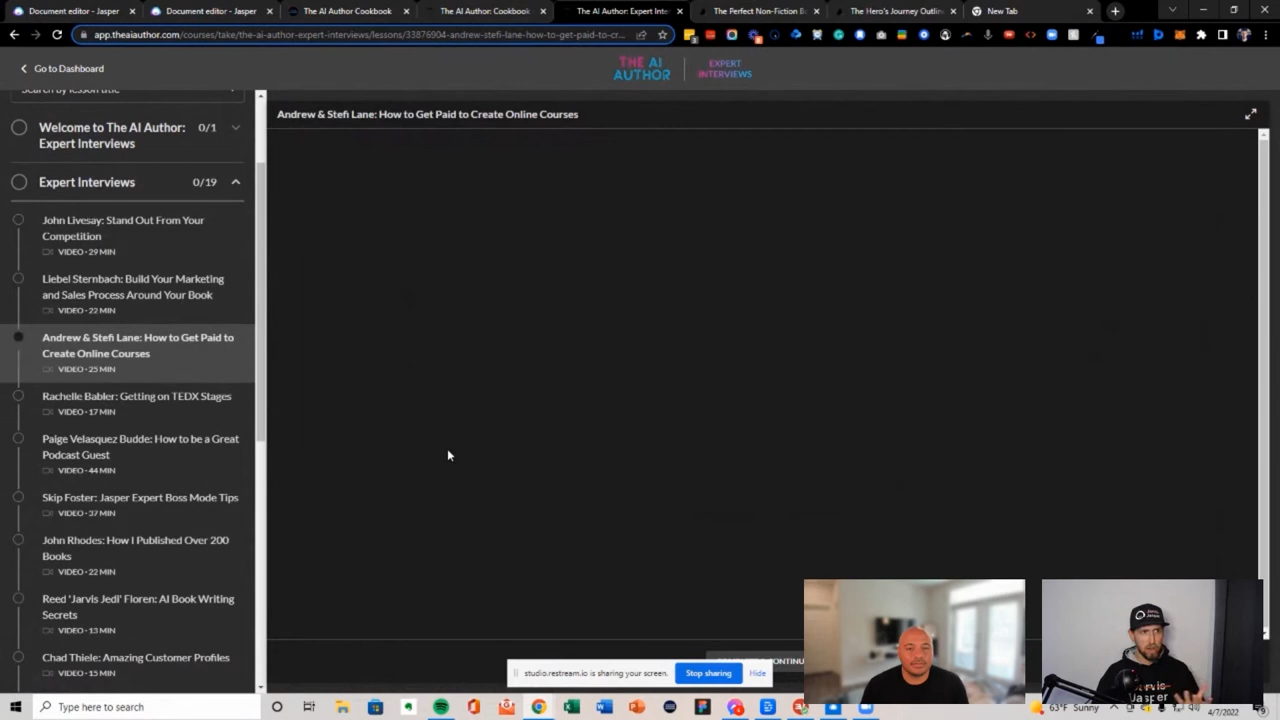 Document editor - Jasper
Document editor - Jasper
The AI Author Cookbook
The AI Author: Cookbook
The AI Author: Expert Inte
The Perfect Non-Fiction B
The Hero's Journey Outlin
New Tab
app.theaiauthor.com/courses/take/the-ai-author-expert-interviews/lessons/33876904-andrew-stefi-lane-how-to-get-paid-to-cr...
Go to Dashboard
THE AI
AUTHOR
EXPERT
INTERVIEWS
Search by lesson title
Welcome to The AI Author:
Expert Interviews
0/1
Expert Interviews
0/19
John Livesay: Stand Out From Your
Competition
VIDEO · 29 MIN
Liebel Sternbach: Build Your Marketing
and Sales Process Around Your Book
VIDEO · 22 MIN
Andrew & Stefi Lane: How to Get Paid to
Create Online Courses
VIDEO · 25 MIN
Rachelle Babler: Getting on TEDX Stages
VIDEO · 17 MIN
Paige Velasquez Budde: How to be a Great
Podcast Guest
VIDEO · 44 MIN
Skip Foster: Jasper Expert Boss Mode Tips
VIDEO · 37 MIN
John Rhodes: How I Published Over 200
Books
VIDEO · 22 MIN
Reed 'Jarvis Jedi' Floren: AI Book Writing
Secrets
VIDEO · 13 MIN
Chad Thiele: Amazing Customer Profiles
VIDEO · 15 MIN
Andrew & Stefi Lane: How to Get Paid to Create Online Courses
studio.restream.io is sharing your screen.
Stop sharing
Hide
Jasper
Type here to search
63°F Sunny
4/7/2022